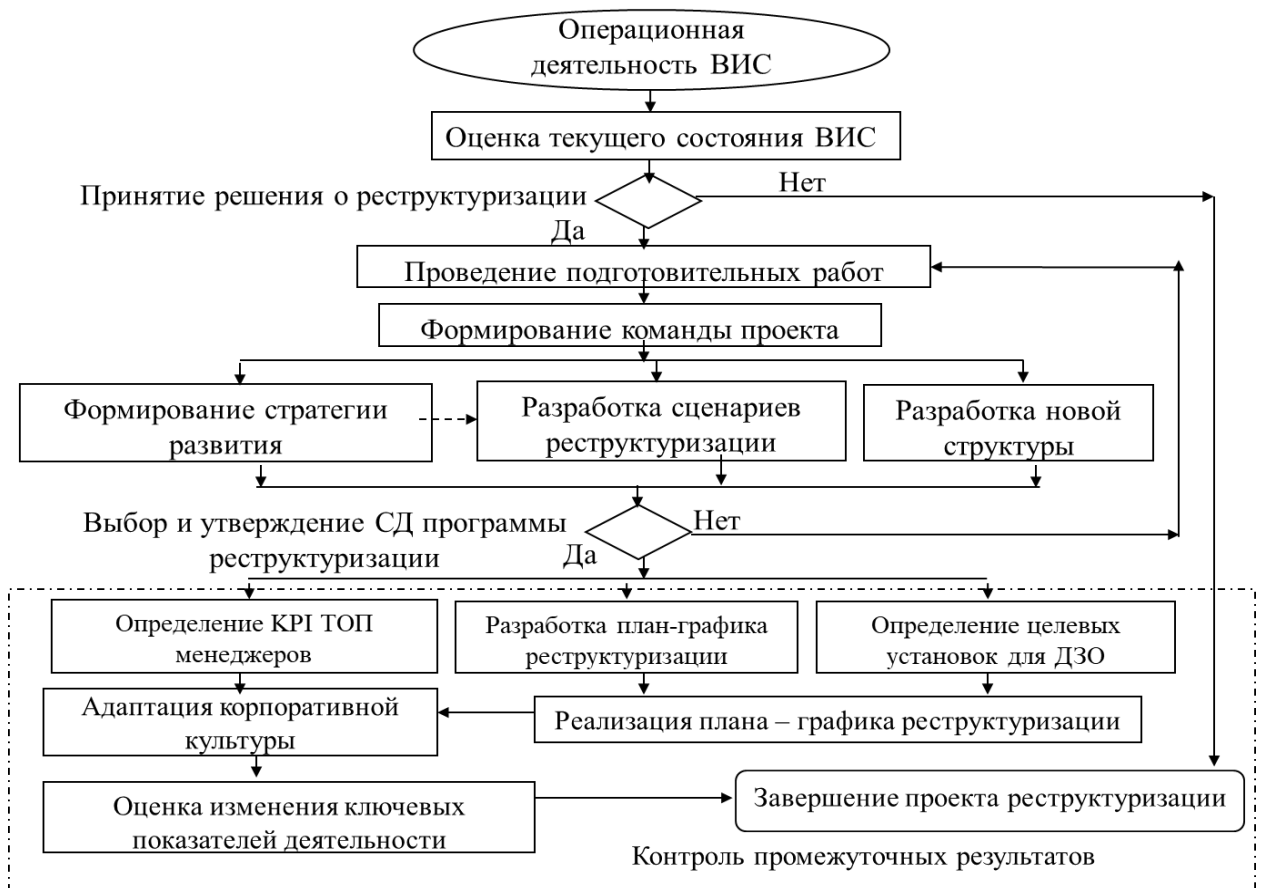 Операционная
деятельность ВИС
Оценка текущего состояния ВИС
Принятие решения о реструктуризации
Нет
Да
Проведение подготовительных работ
Формирование команды проекта
Формирование стратегии
развития
Разработка сценариев
реструктуризации
Разработка новой
структуры
Выбор и утверждение СД программы
реструктуризации
Нет
Да
Определение KPI ТОП
менеджеров
Разработка план-графика
реструктуризации
Определение целевых
установок для ДЗО
Адаптация корпоративной
культуры
Реализация плана – графика реструктуризации
Оценка изменения ключевых
показателей деятельности
Завершение проекта реструктуризации
Контроль промежуточных результатов